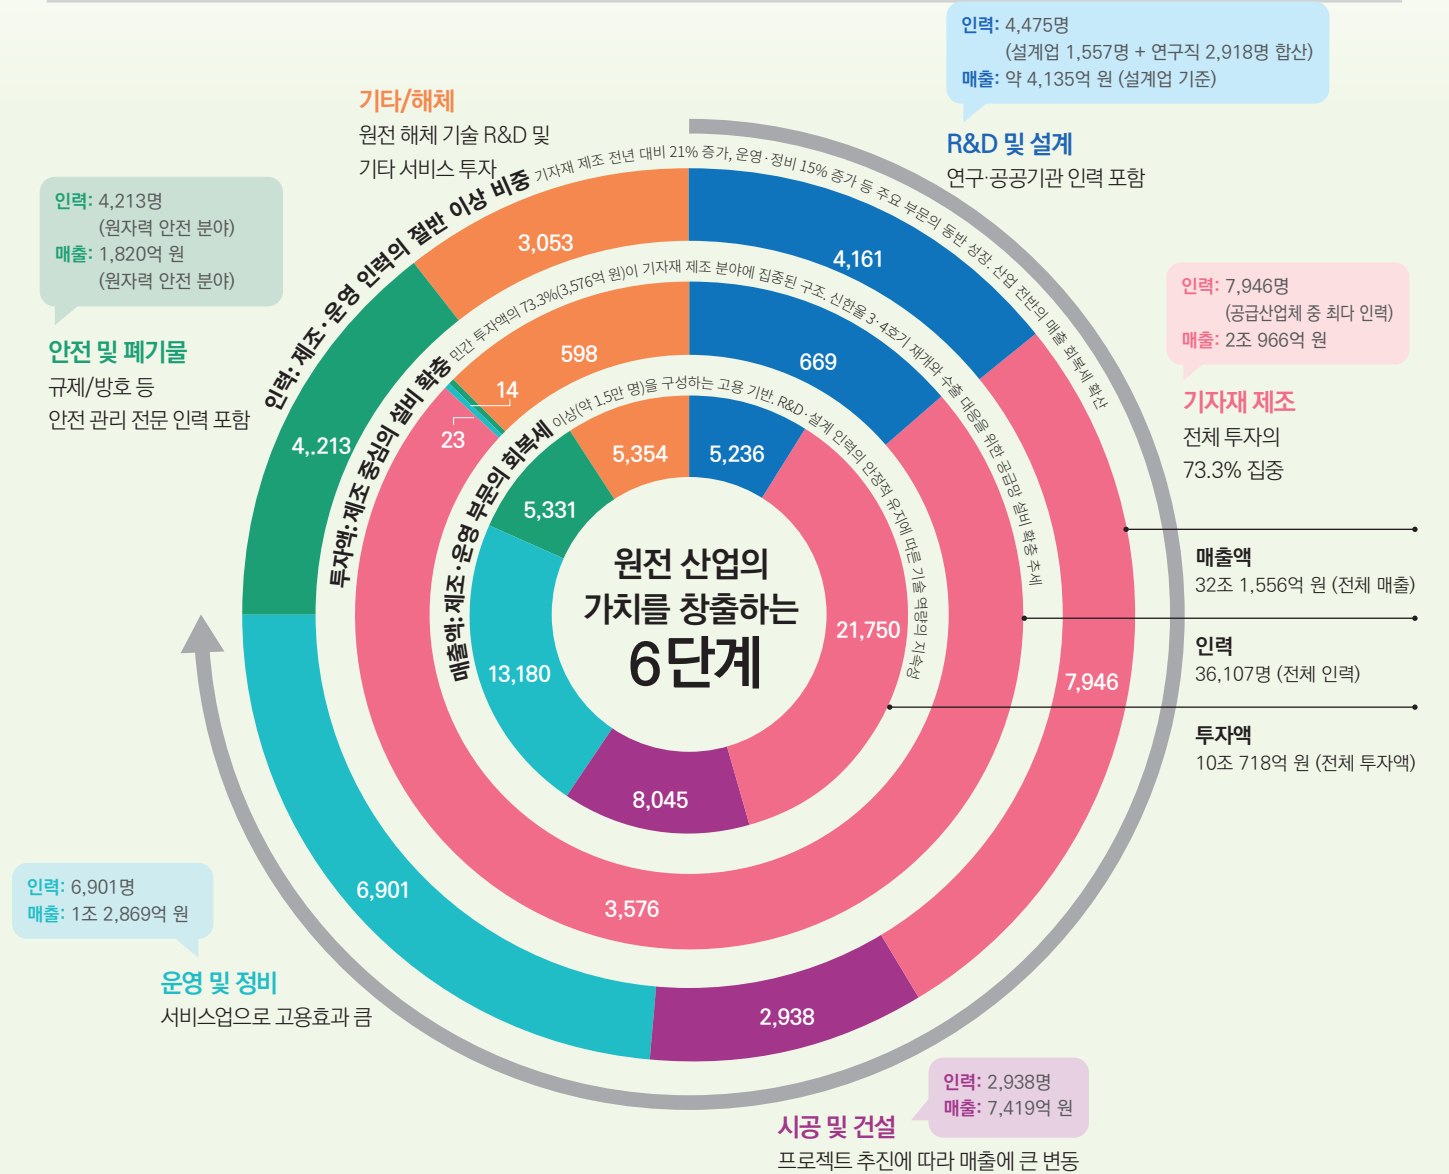 인력: 4,475명
(설계업 1,557명 + 연구직 2,918명 합산)
매출: 약 4,135억 원 (설계업 기준)
R&D 및 설계
연구·공공기관 인력 포함
기타/해체
원전 해체 기술 R&D 및
기타 서비스 투자
인력: 4,213명
(원자력 안전 분야)
매출: 1,820억 원
(원자력 안전 분야)
안전 및 폐기물
규제/방호 등
안전 관리 전문 인력 포함
인력: 7,946명
(공급산업체 중 최다 인력)
매출: 2조 966억 원
기자재 제조
전체 투자의
73.3% 집중
인력: 제조·운영 인력의 절반 이상 비중 기자재 제조 전년 대비 21% 증가, 운영·정비 15% 증가 등 주요 부문의 동반 성장. 산업 전반의 매출 회복세 확산
3,053
4,161
4,.213
7,946
6,901
2,938
투자액: 제조 중심의 설비 확충 민간 투자액의 73.3%(3,576억 원)이 기자재 제조 분야에 집중된 구조. 신한울 3·4호기 재개와 수출 대응을 위한 공급망 설비 확충 추세
598
669
14
23
3,576
매출액: 제조·운영 부문의 회복세 이상(약 1.5만 명)을 구성하는 고용 기반. R&D·설계 인력의 안정적 유지에 따른 기술 역량의 지속성
5,354
5,236
5,331
13,180
21,750
8,045
원전 산업의
가치를 창출하는
6단계
매출액
32조 1,556억 원 (전체 매출)
인력
36,107명 (전체 인력)
투자액
10조 718억 원 (전체 투자액)
인력: 6,901명
매출: 1조 2,869억 원
운영 및 정비
서비스업으로 고용효과 큼
인력: 2,938명
매출: 7,419억 원
시공 및 건설
프로젝트 추진에 따라 매출에 큰 변동